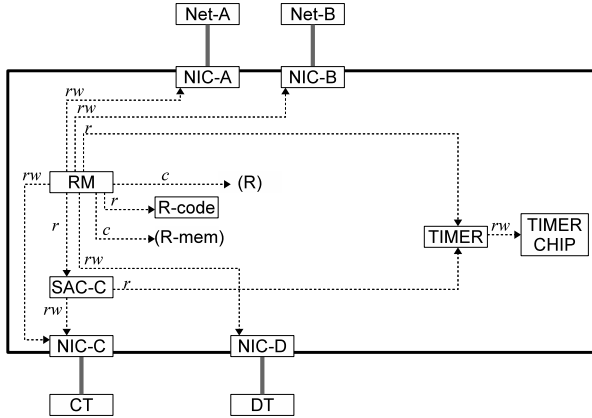 Net-A Net-B
NIC-A NIC-B
rw
rw
r
rw RM c (R)
r R-code
r c (R-mem)
rw
TIMER rw TIMER
CHIP
SAC-C r
rw
NIC-C NIC-D
CT DT